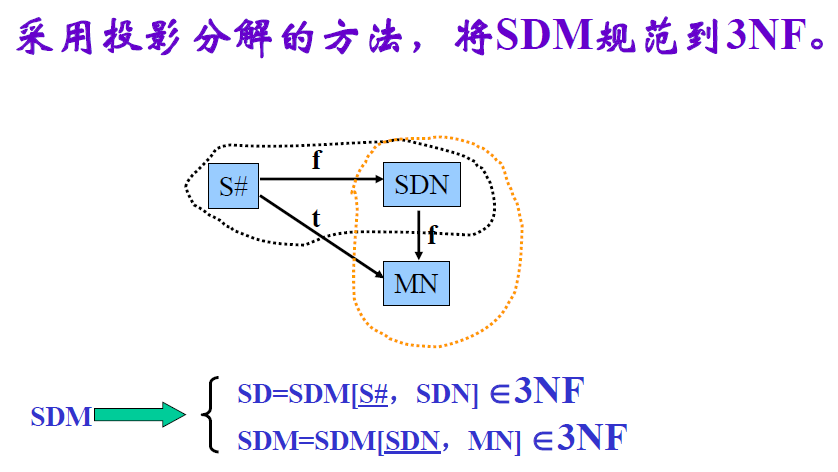 采用投影分解的方法，将SDM规范到3NF。
f
S#
SDN
t
f
MN
SD=SDM[S#，SDN] ∈3NF
SDM
SDM=SDM[SDN，MN] ∈3NF